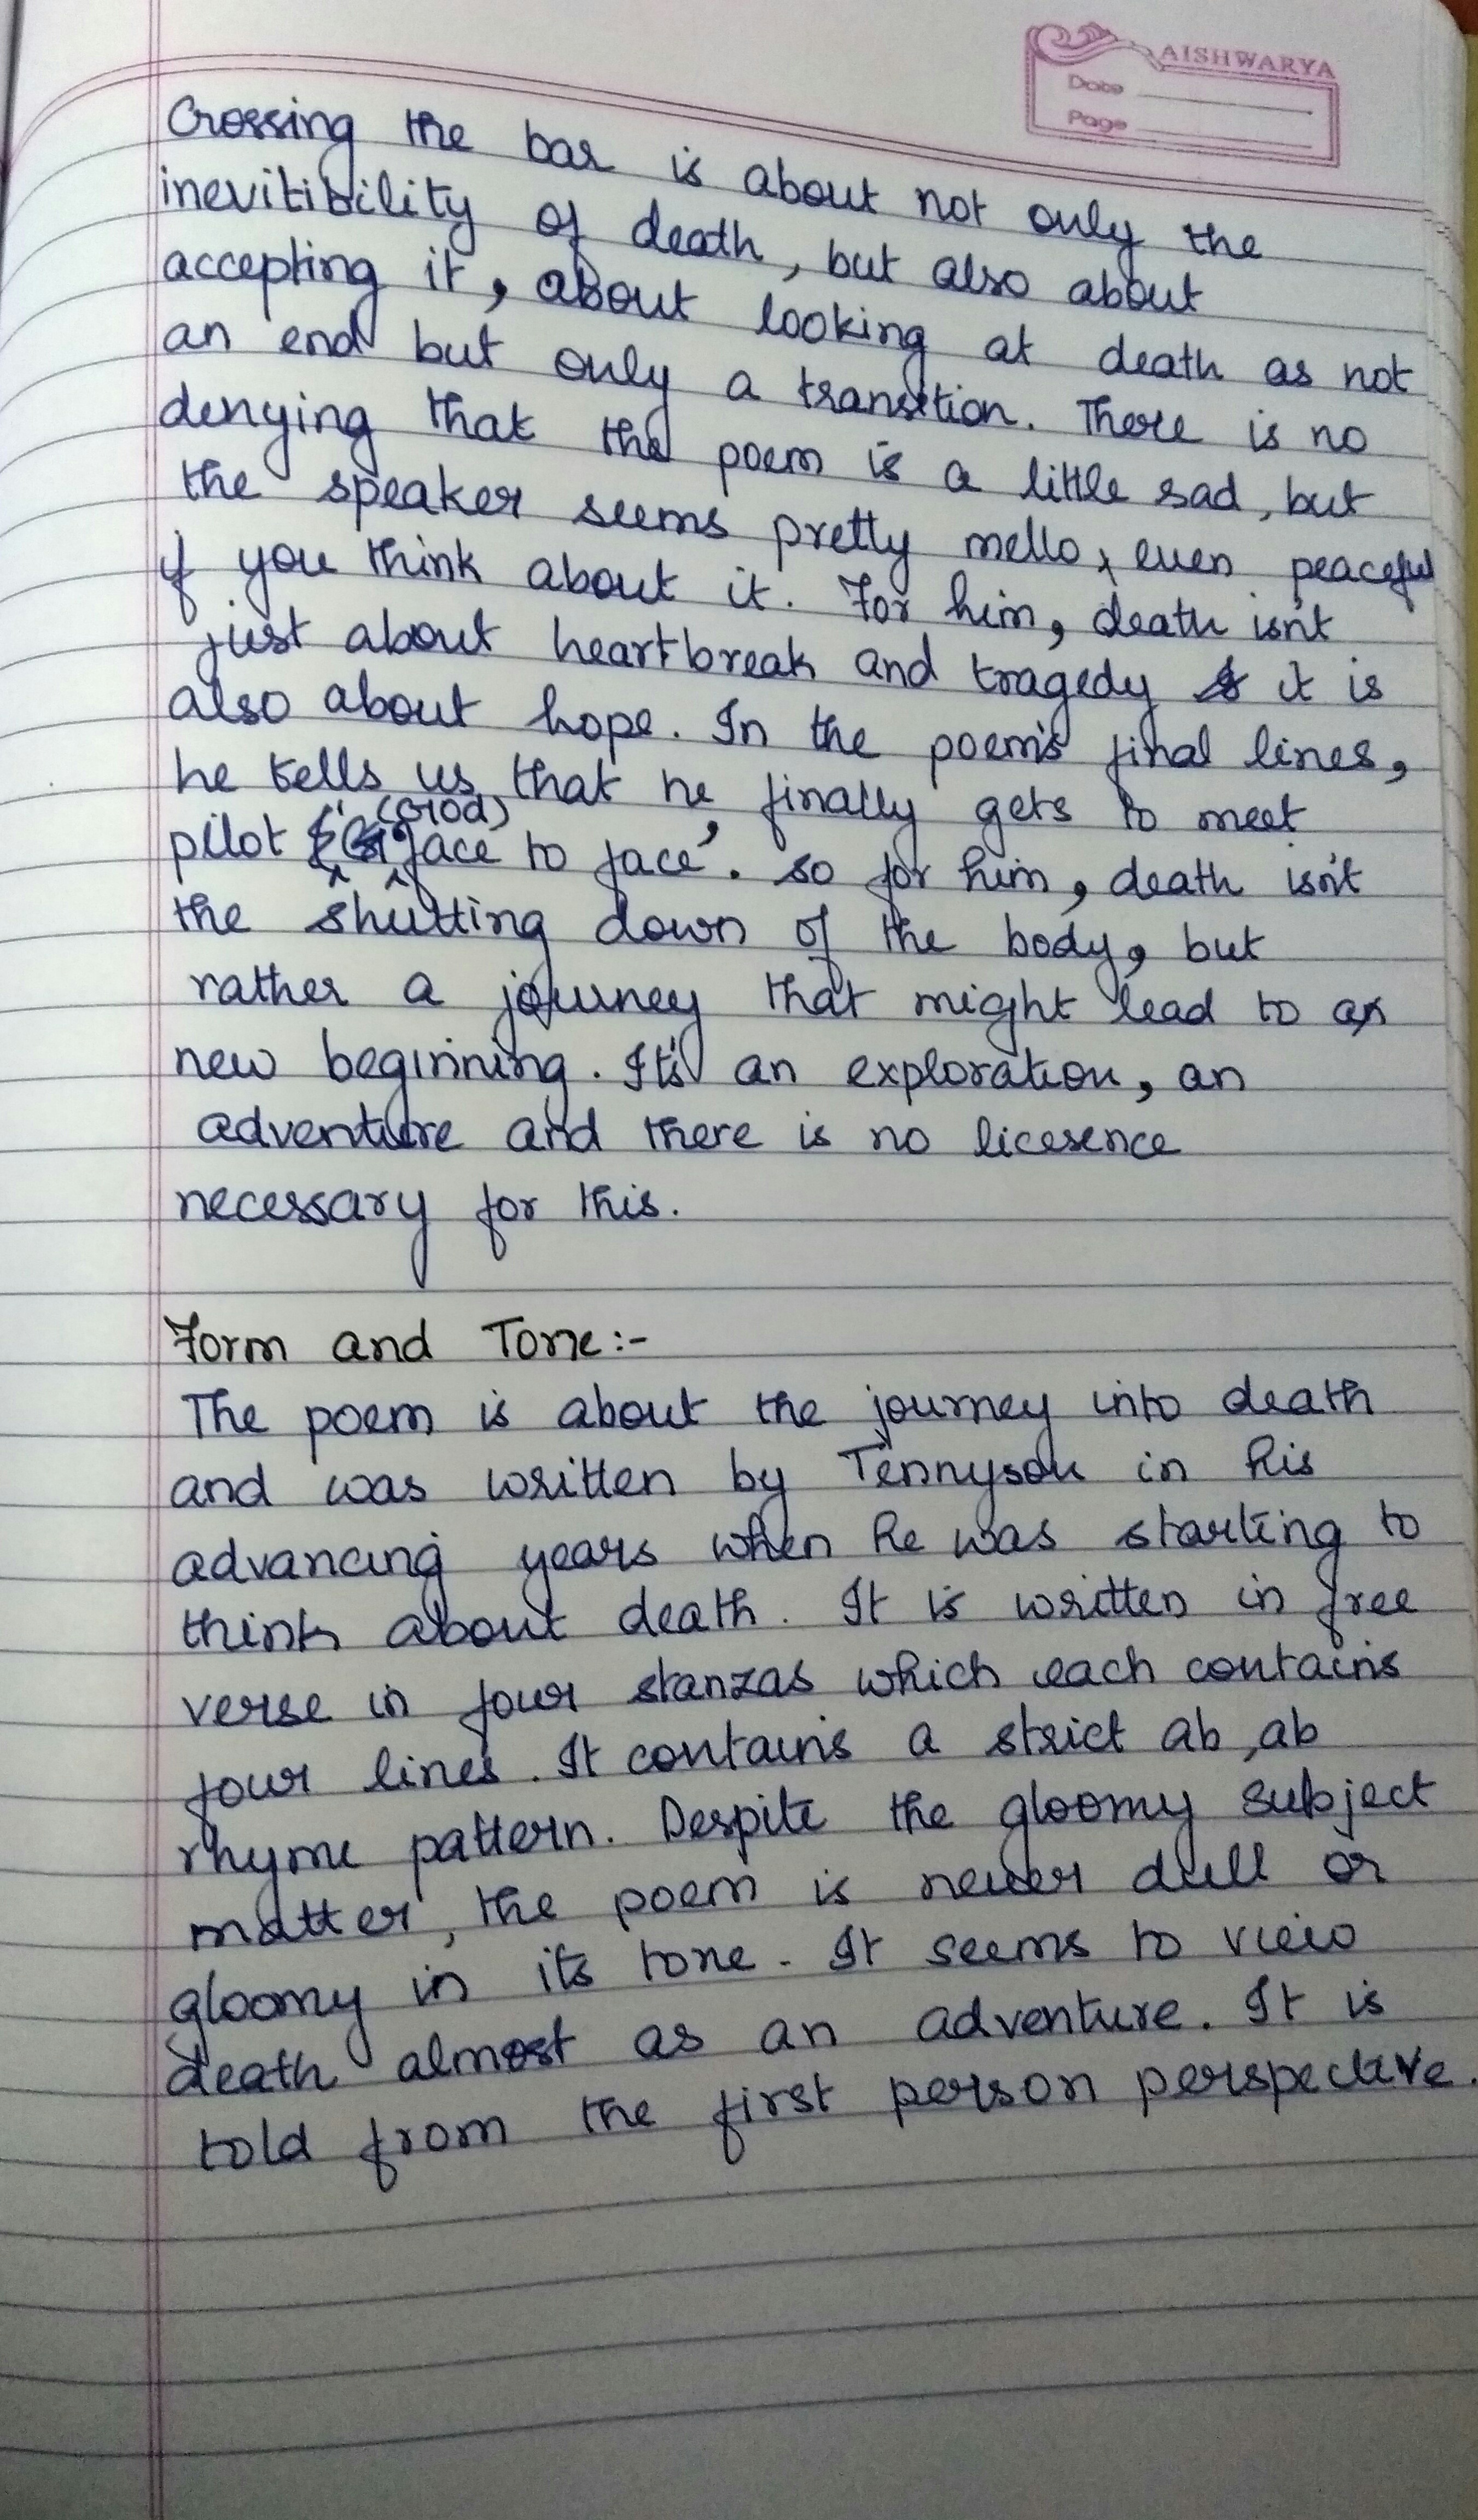 AISHWARYA
Date
Page
Crossing the bar is about not only the
inevitibility of death, but also about
accepting it, about looking at death as not
an end but only a transition. There is no
denying that the poem is a little sad, but
the speaker seems pretty mello, even peaceful
if you think about it. For him, death isn't
just about heartbreak and tragedy it is
also about hope. In the poem's final lines,
he tells us that he finally gets to meet
pilot (God) "face to face". so for him, death isn't
the shutting down of the body, but
rather a journey that might lead to a
new beginning. It's an exploration, an
adventure and there is no licesence
necessary for this.
Form and Tone:-
The poem is about the journey into death
and was written by Tennyson in his
advancing years when he was starting to
think about death. It is written in free
verse in four stanzas which each contains
four lines. It contains a strict ab, ab
rhyme pattern. Despite the gloomy subject
matter, the poem is never dull or
gloomy in its tone. It seems to view
death almost as an adventure. It is
told from the first person perspective.